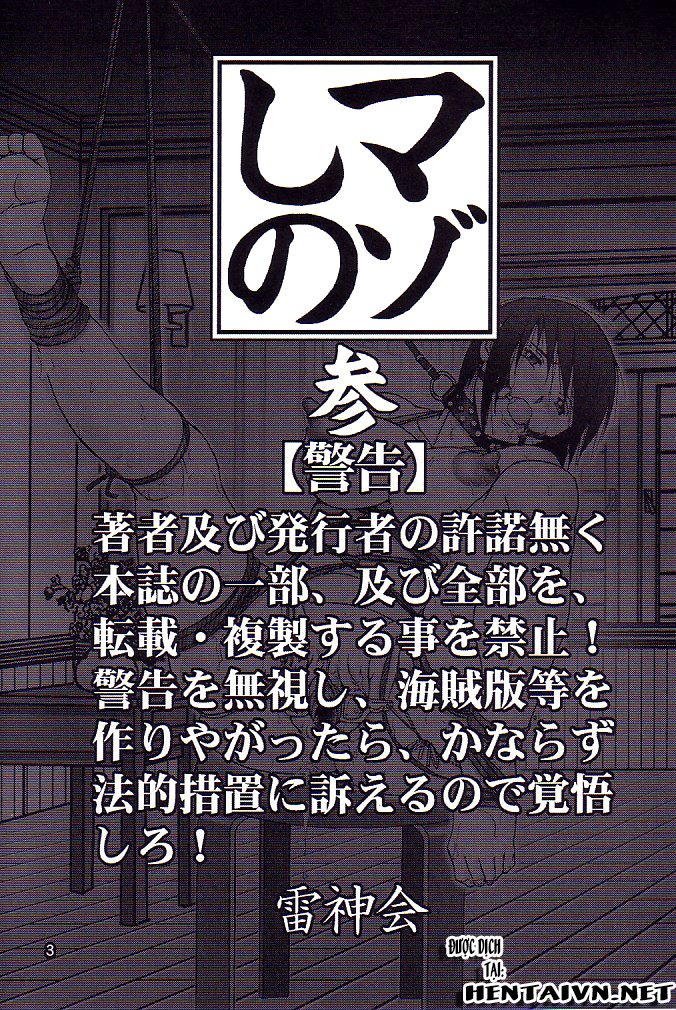 マゾ
しの
参
【警告】
著者及び発行者の許諾無く
本誌の一部、及び全部を、
転載・複製する事を禁止！
警告を無視し、海賊版等を
作りやがったら、かならず
法的措置に訴えるので覚悟
しろ！
雷神会
3
ĐƯỢC DỊCH
TẠI:
HENTAIVN.NET